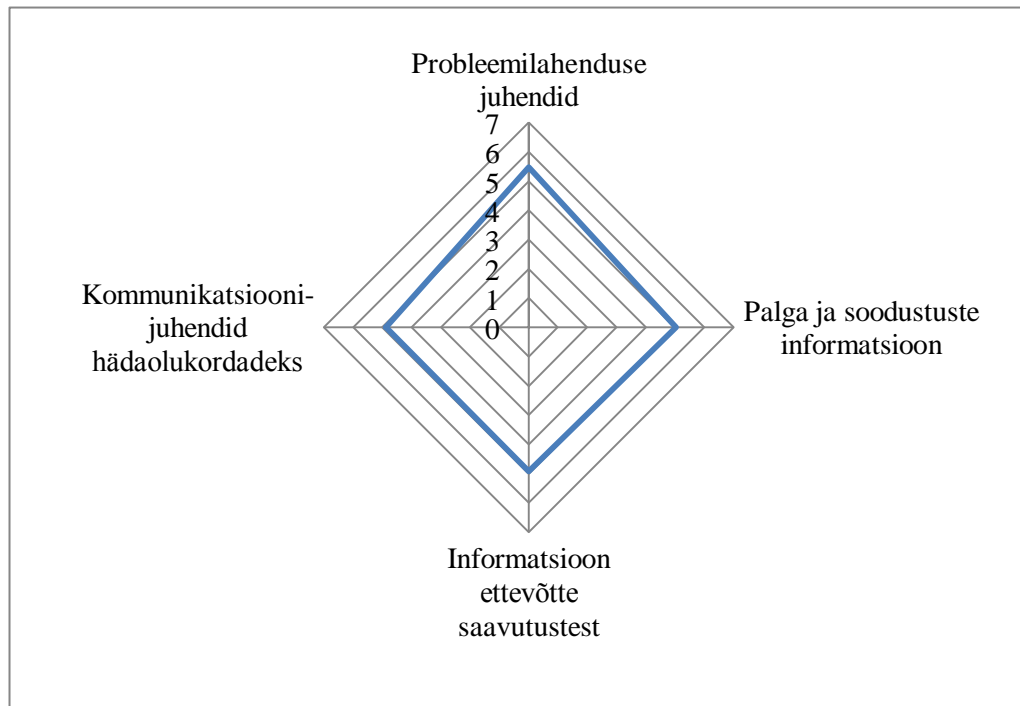 Probleemilahenduse
juhendid
7
6
5
4
3
2
1
0
Palga ja soodustuste
informatsioon
Informatsioon
ettevõtte
saavutustest
Kommunikatsiooni-
juhendid
hädaolukordadeks